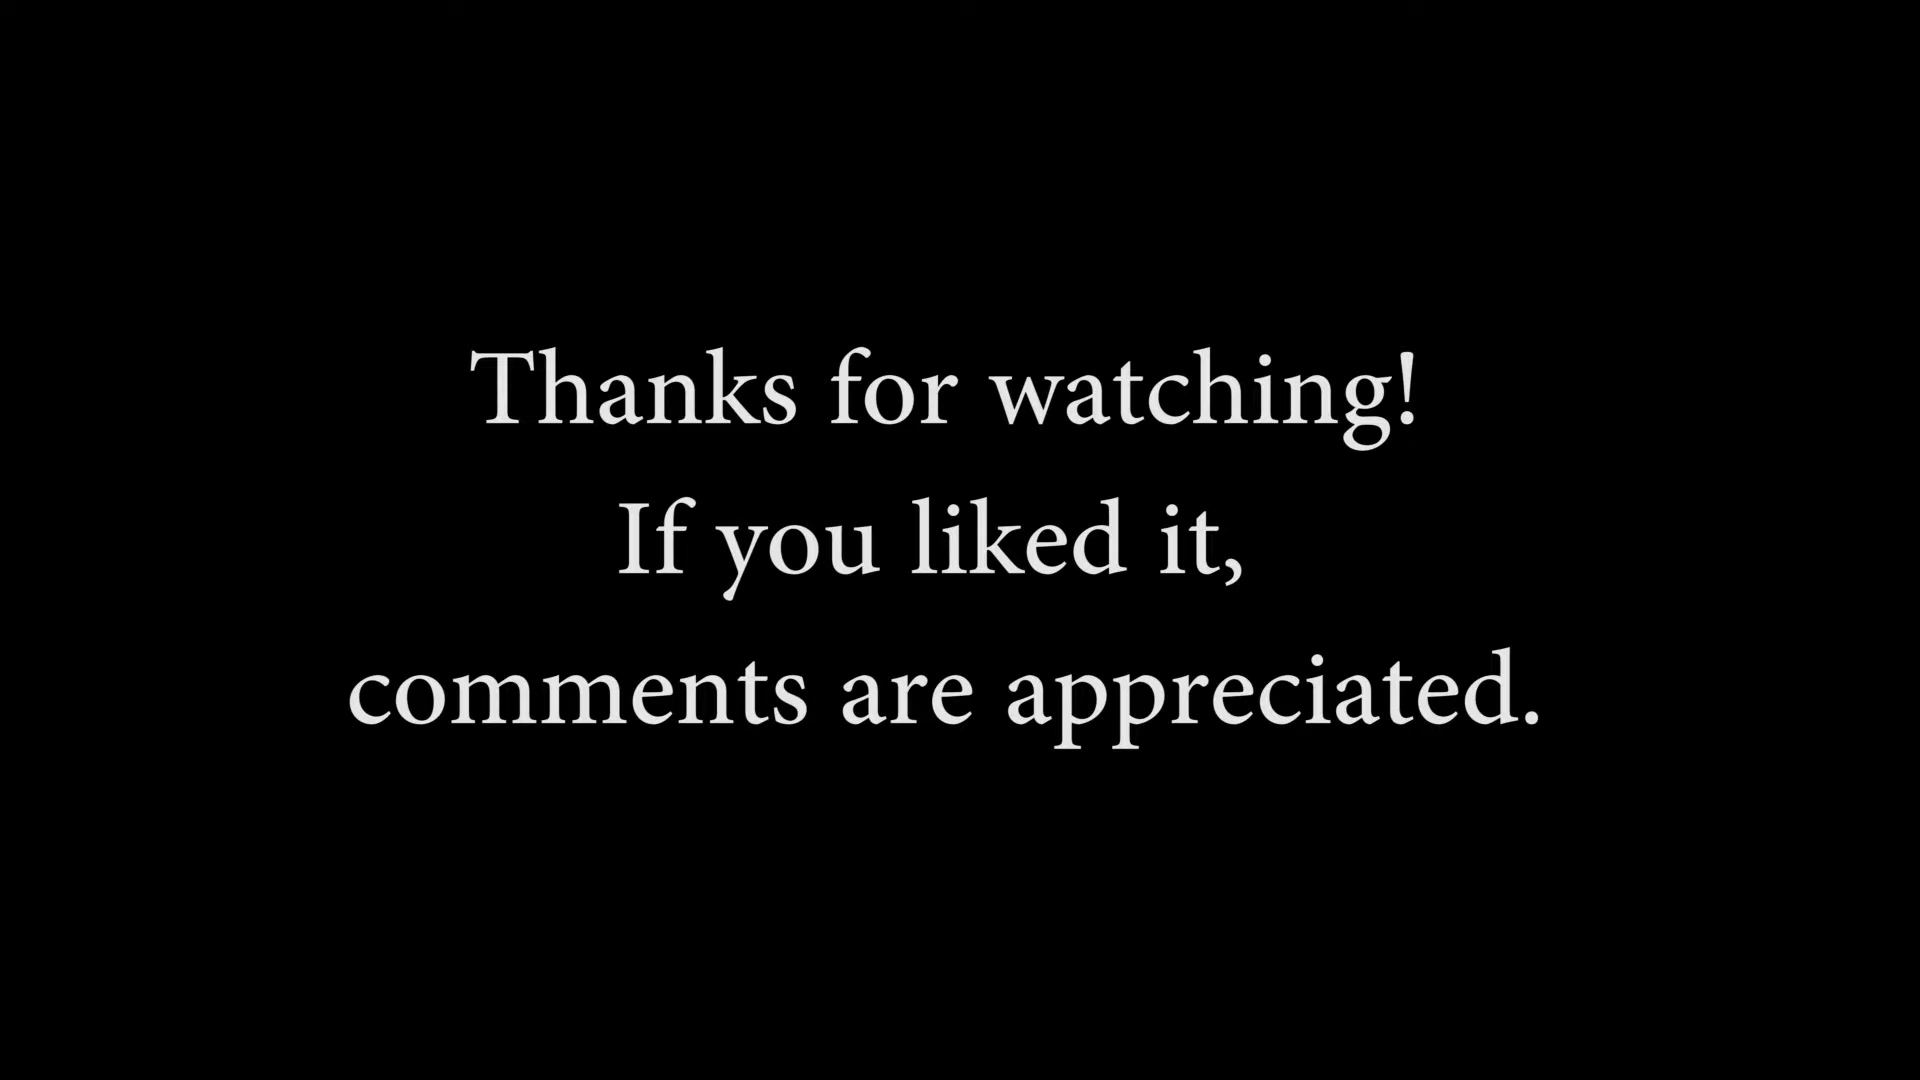 Thanks for watching!
If you liked it,
comments are appreciated.